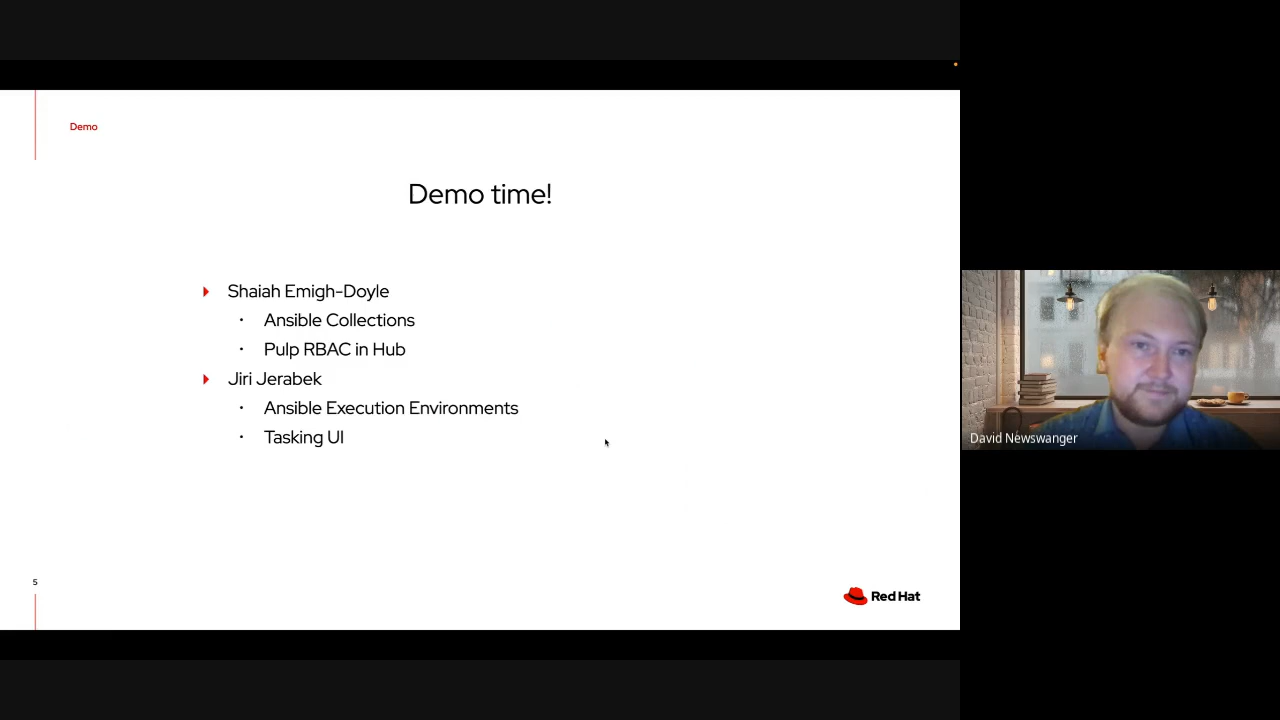 Demo
Demo time!
Shaiah Emigh-Doyle
Ansible Collections
Pulp RBAC in Hub
Jiri Jerabek
Ansible Execution Environments
Tasking UI
5
Red Hat
David Newswanger